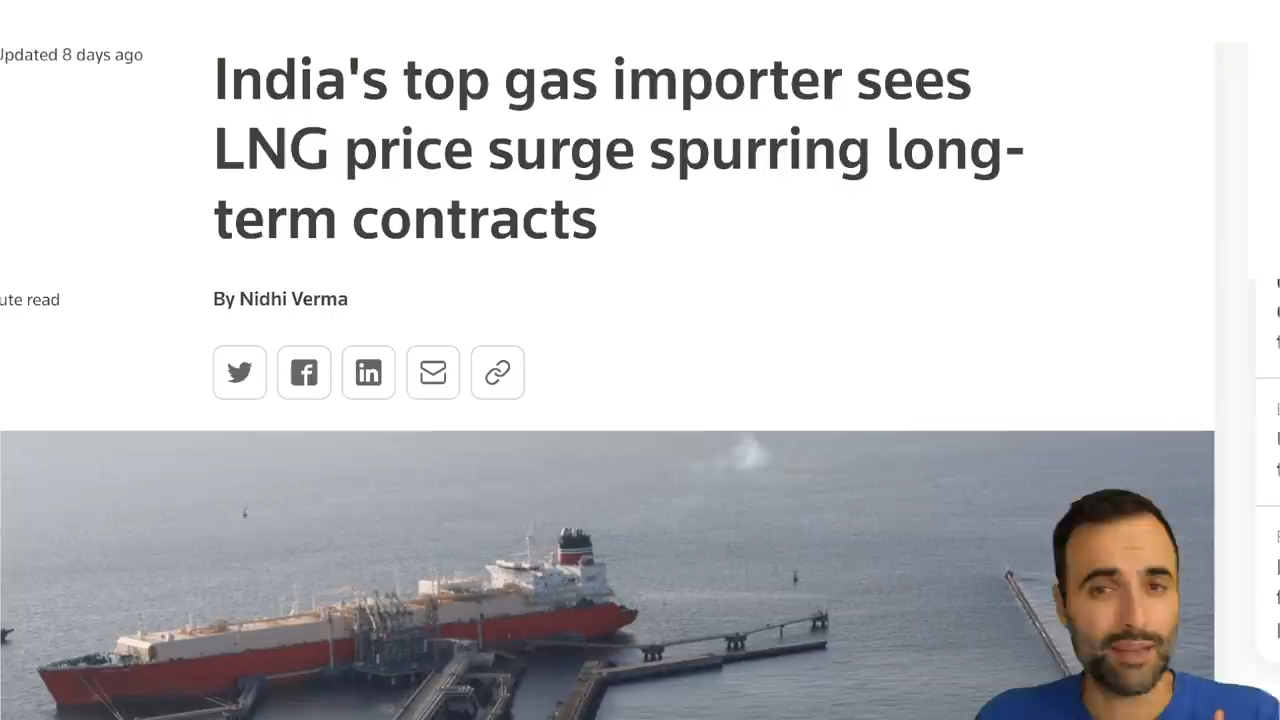 Updated 8 days ago
India's top gas importer sees
LNG price surge spurring long-
term contracts
ute read
By Nidhi Verma